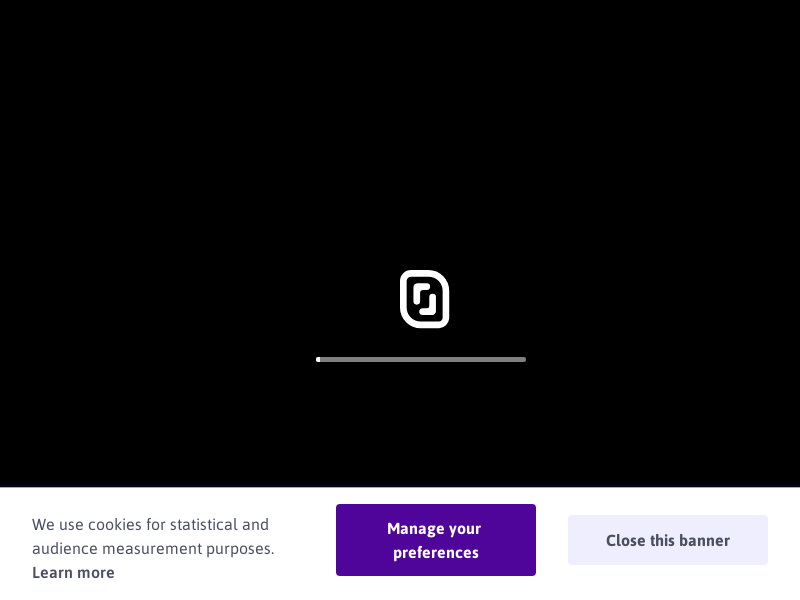 We use cookies for statistical and
audience measurement purposes.
Learn more
Manage your
preferences
Close this banner